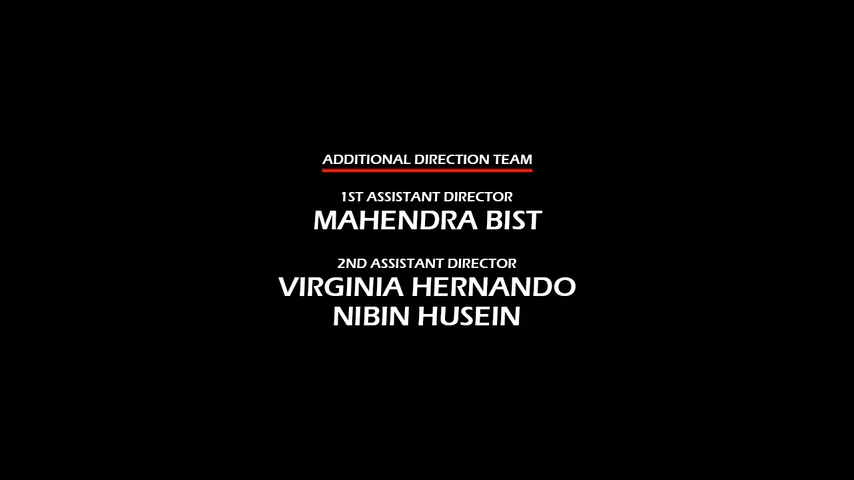 ADDITIONAL DIRECTION TEAM
1ST ASSISTANT DIRECTOR
MAHENDRA BIST
2ND ASSISTANT DIRECTOR
VIRGINIA HERNANDO
NIBIN HUSEIN